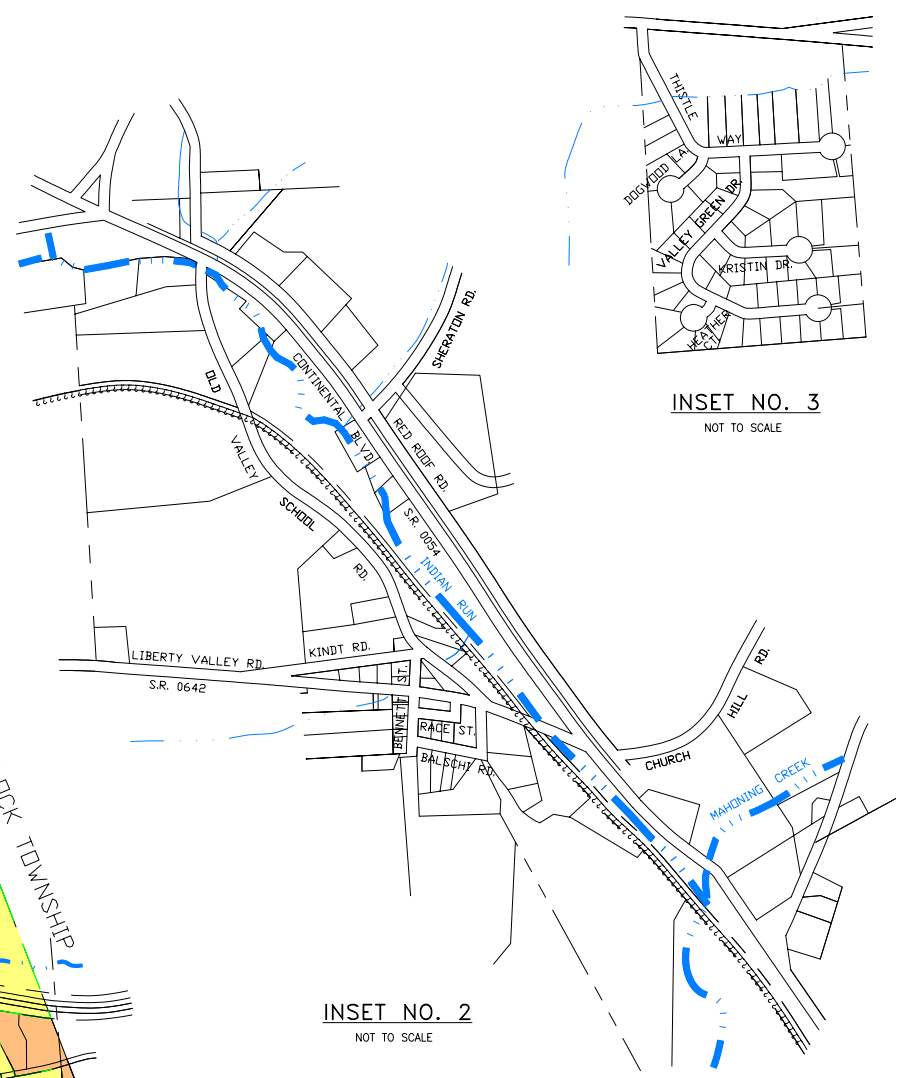 THISTLE
WAY
DOGWOOD LA.
VALLEY GREEN DR.
KRISTIN DR.
HEATHER
CT.
INSET NO. 3
NOT TO SCALE
SHERATON RD.
CONTINENTAL BLVD.
OLD
VALLEY
SCHOOL
RD.
RED ROOF RD.
S.R. 0054
INDIAN RUN
LIBERTY VALLEY RD.
S.R. 0642
KINDT RD.
BENNETT ST.
RACE ST.
BALSCHI RD.
CHURCH
HILL
RD.
MAHONING CREEK
OCK TOWNSHIP
INSET NO. 2
NOT TO SCALE